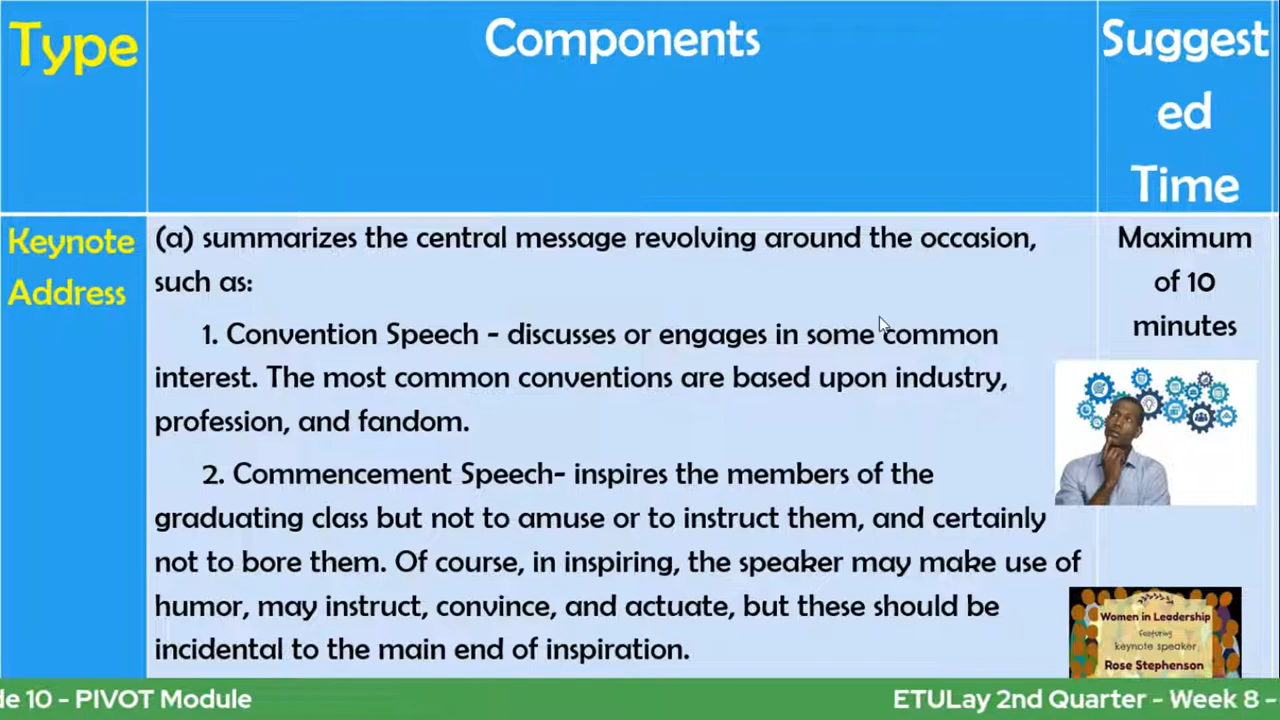 Type
Components
Suggest
ed
Time
Keynote
Address
(a) summarizes the central message revolving around the occasion,
such as:
1. Convention Speech - discusses or engages in some common
interest. The most common conventions are based upon industry,
profession, and fandom.
2. Commencement Speech- inspires the members of the
graduating class but not to amuse or to instruct them, and certainly
not to bore them. Of course, in inspiring, the speaker may make use of
humor, may instruct, convince, and actuate, but these should be
incidental to the main end of inspiration.
Maximum
of 10
minutes
Women in Leadership
featuring
keynote speaker
Rose Stephenson
de 10 - PIVOT Module
ETULay 2nd Quarter - Week 8 -